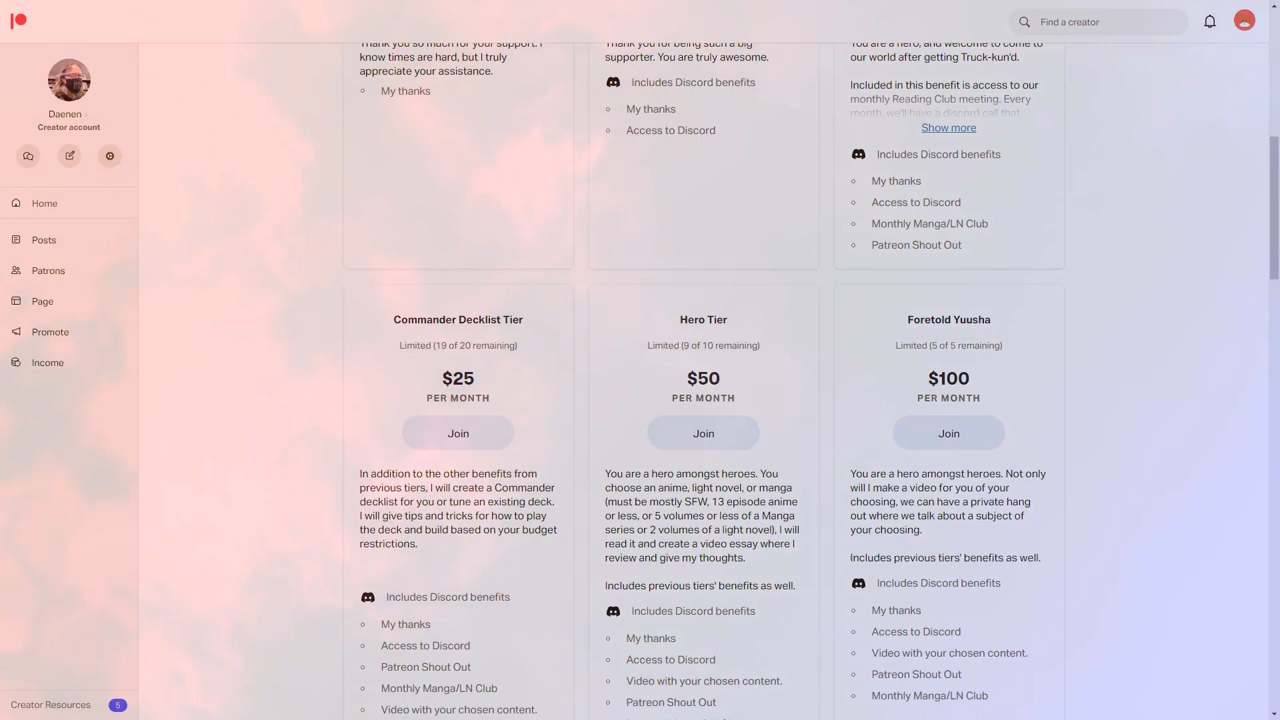 Find a creator
Daenen
Creator account
Home
Posts
Patrons
Page
Promote
Income
Creator Resources 5
Thank you so much for your support. I
know times are hard, but I truly
appreciate your assistance.
My thanks
Thank you for being such a big
supporter. You are truly awesome.
Includes Discord benefits
My thanks
Access to Discord
You are a hero, and welcome to come to
our world after getting Truck-kun'd.
Included in this benefit is access to our
monthly Reading Club meeting. Every
month, we'll have a discord call that
Show more
Includes Discord benefits
My thanks
Access to Discord
Monthly Manga/LN Club
Patreon Shout Out
Commander Decklist Tier
Limited (19 of 20 remaining)
$25
PER MONTH
Join
In addition to the other benefits from
previous tiers, I will create a Commander
decklist for you or tune an existing deck.
I will give tips and tricks for how to play
the deck and build based on your budget
restrictions.
Includes Discord benefits
My thanks
Access to Discord
Patreon Shout Out
Monthly Manga/LN Club
Video with your chosen content.
Hero Tier
Limited (9 of 10 remaining)
$50
PER MONTH
Join
You are a hero amongst heroes. You
choose an anime, light novel, or manga
(must be mostly SFW, 13 episode anime
or less, or 5 volumes or less of a Manga
series or 2 volumes of a light novel), I will
read it and create a video essay where I
review and give my thoughts.
Includes previous tiers' benefits as well.
Includes Discord benefits
My thanks
Access to Discord
Video with your chosen content.
Patreon Shout Out
Foretold Yuusha
Limited (5 of 5 remaining)
$100
PER MONTH
Join
You are a hero amongst heroes. Not only
will I make a video for you of your
choosing, we can have a private hang
out where we talk about a subject of
your choosing.
Includes previous tiers' benefits as well.
Includes Discord benefits
My thanks
Access to Discord
Video with your chosen content.
Patreon Shout Out
Monthly Manga/LN Club